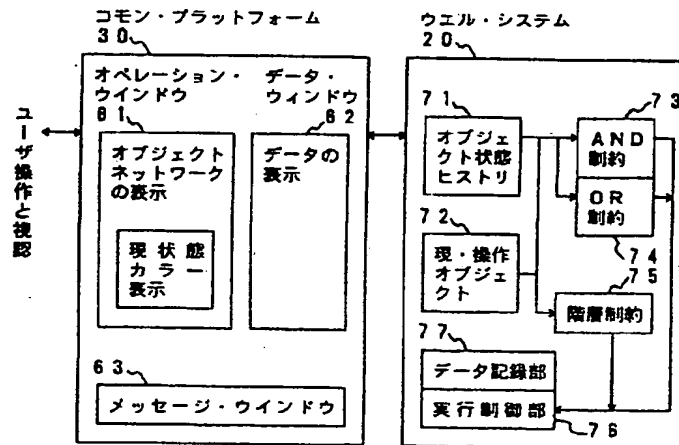 コモン・プラットフォーム
30
ウエル・システム
20
ユーザ操作と視認
オペレーション・
ウインドウ
61
オブジェクト
ネットワーク
の表示
現状態
カラー
表示
データ・
ウィンドウ
62
データの
表示
63
メッセージ・ウインドウ
71
オブジェ
クト状態
ヒストリ
72
現・操作
オブジェ
クト
73
AND
制約
OR
制約
74
75
階層制約
77
データ記録部
実行制御部
76